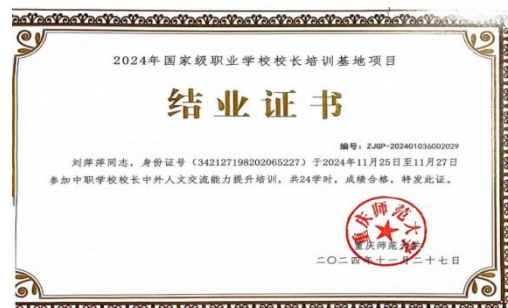 2024年国家级职业学校校长培训基地项目
结业证书
编号：ZJGP-202401036002029
刘萍萍同志，身份证号（342127198202065227）于2024年11月25日至11月27日
参加中职学校校长中外人文交流能力提升培训，共24学时，成绩合格，特发此证。
重庆师范大学
二〇二四年十一月二十七日